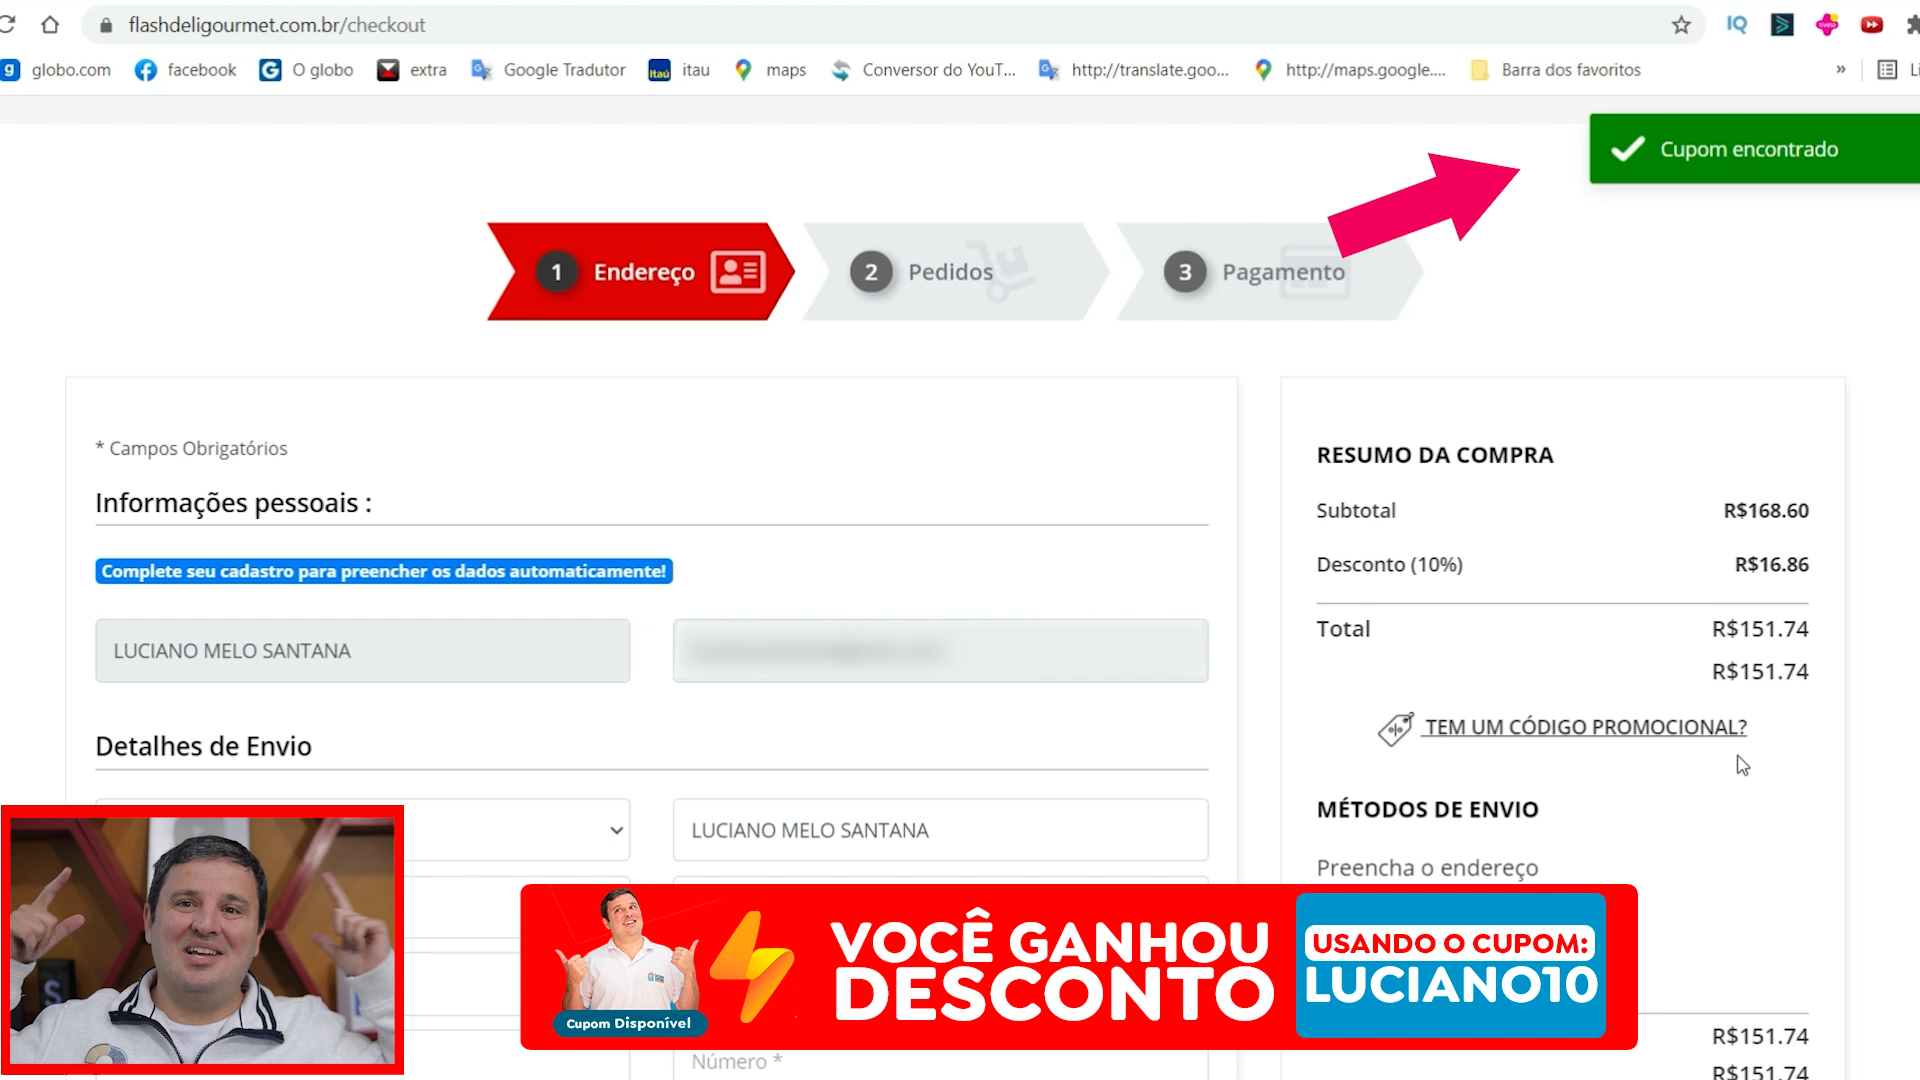 flashdeligourmet.com.br/checkout
IQ
g globo.com
facebook
G O globo
extra
Google Tradutor
Itaú itau
maps
Conversor do YouT...
http://translate.goo...
http://maps.google....
Barra dos favoritos
»
Cupom encontrado
1 Endereço
2 Pedidos
3 Pagamento
* Campos Obrigatórios
Informações pessoais :
Complete seu cadastro para preencher os dados automaticamente!
LUCIANO MELO SANTANA
Detalhes de Envio
LUCIANO MELO SANTANA
Número *
RESUMO DA COMPRA
Subtotal R$168.60
Desconto (10%) R$16.86
Total R$151.74
R$151.74
TEM UM CÓDIGO PROMOCIONAL?
MÉTODOS DE ENVIO
Preencha o endereço
R$151.74
R$151.74
Cupom Disponível
VOCÊ GANHOU
DESCONTO
USANDO O CUPOM:
LUCIANO10